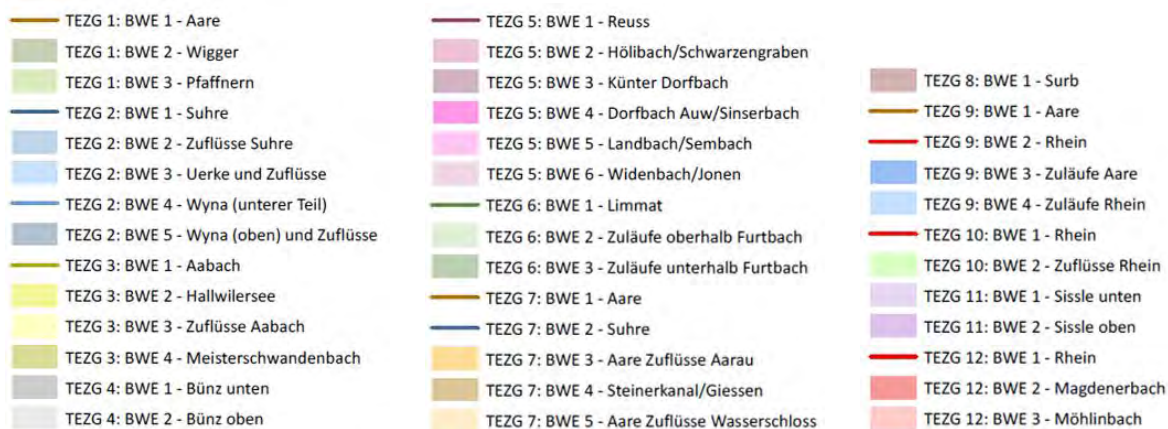 TEZG 1: BWE 1 - Aare
TEZG 1: BWE 2 - Wigger
TEZG 1: BWE 3 - Pfaffnern
TEZG 2: BWE 1 - Suhre
TEZG 2: BWE 2 - Zuflüsse Suhre
TEZG 2: BWE 3 - Uerke und Zuflüsse
TEZG 2: BWE 4 - Wyna (unterer Teil)
TEZG 2: BWE 5 - Wyna (oben) und Zuflüsse
TEZG 3: BWE 1 - Aabach
TEZG 3: BWE 2 - Hallwilersee
TEZG 3: BWE 3 - Zuflüsse Aabach
TEZG 3: BWE 4 - Meisterschwandenbach
TEZG 4: BWE 1 - Bünz unten
TEZG 4: BWE 2 - Bünz oben
TEZG 5: BWE 1 - Reuss
TEZG 5: BWE 2 - Hölibach/Schwarzengraben
TEZG 5: BWE 3 - Künter Dorfbach
TEZG 5: BWE 4 - Dorfbach Auw/Sinserbach
TEZG 5: BWE 5 - Landbach/Sembach
TEZG 5: BWE 6 - Widenbach/Jonen
TEZG 6: BWE 1 - Limmat
TEZG 6: BWE 2 - Zuläufe oberhalb Furtbach
TEZG 6: BWE 3 - Zuläufe unterhalb Furtbach
TEZG 7: BWE 1 - Aare
TEZG 7: BWE 2 - Suhre
TEZG 7: BWE 3 - Aare Zuflüsse Aarau
TEZG 7: BWE 4 - Steinerkanal/Giessen
TEZG 7: BWE 5 - Aare Zuflüsse Wasserschloss
TEZG 8: BWE 1 - Surb
TEZG 9: BWE 1 - Aare
TEZG 9: BWE 2 - Rhein
TEZG 9: BWE 3 - Zuläufe Aare
TEZG 9: BWE 4 - Zuläufe Rhein
TEZG 10: BWE 1 - Rhein
TEZG 10: BWE 2 - Zuflüsse Rhein
TEZG 11: BWE 1 - Sissle unten
TEZG 11: BWE 2 - Sissle oben
TEZG 12: BWE 1 - Rhein
TEZG 12: BWE 2 - Magdenerbach
TEZG 12: BWE 3 - Möhlinbach